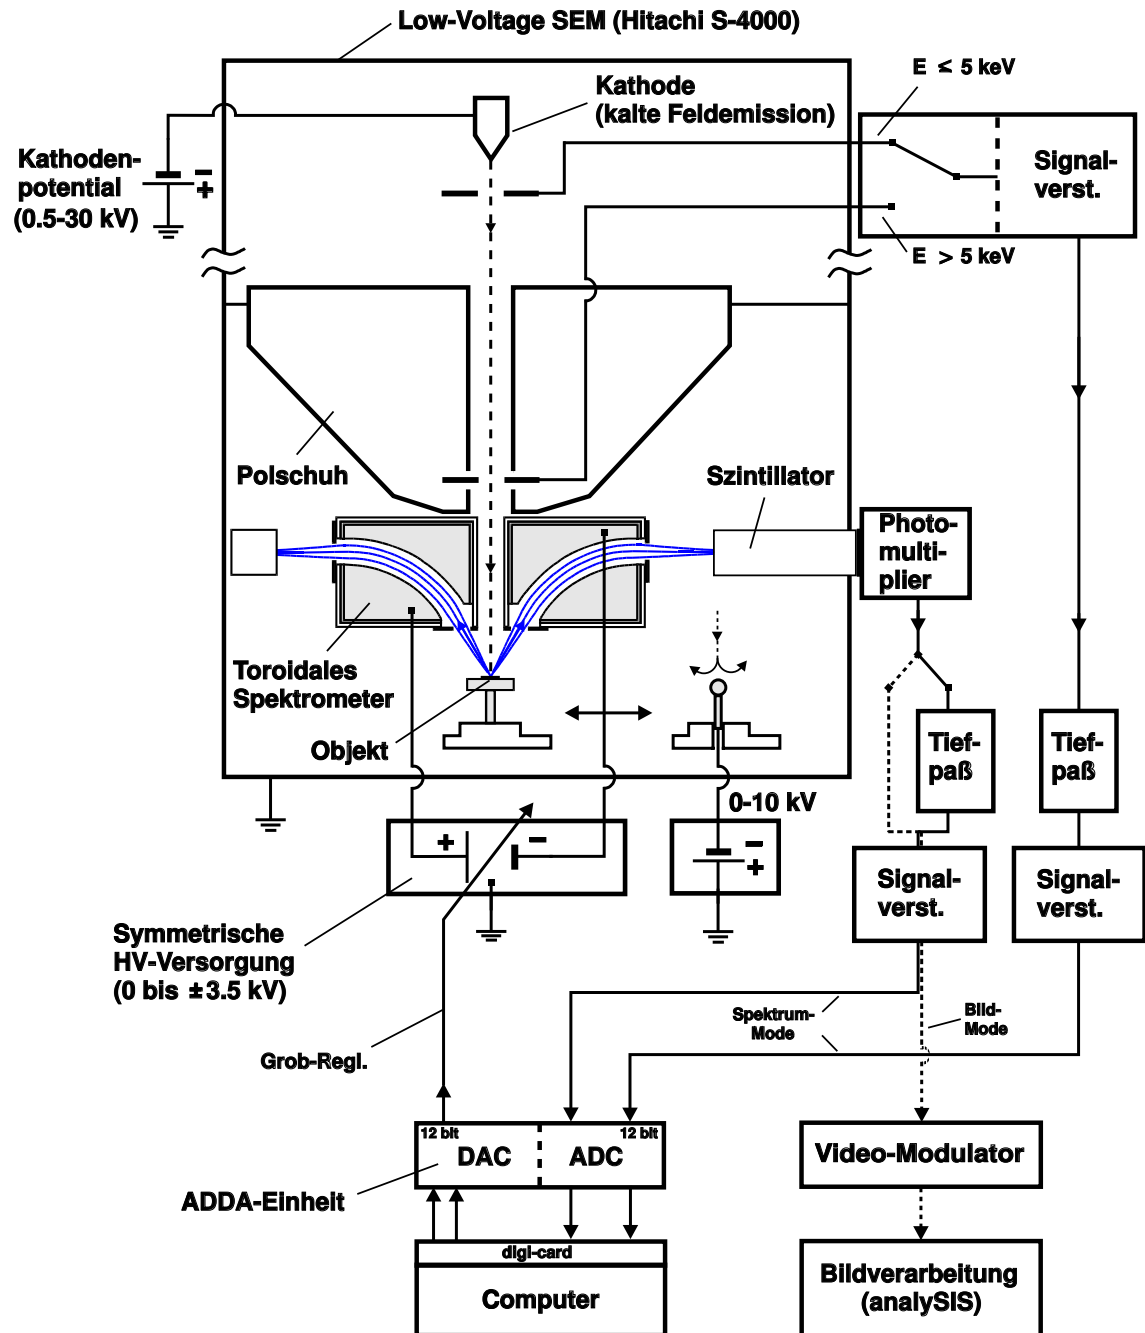 Low-Voltage SEM (Hitachi S-4000)
E ≤ 5 keV
Kathode
(kalte Feldemission)
Kathoden-
potential
(0.5-30 kV)
-
+
Signal-
verst.
E > 5 keV
Polschuh
Szintillator
Photo-
multi-
plier
Toroidales
Spektrometer
Objekt
Tief-
paß
Tief-
paß
0-10 kV
+
-
-
+
Signal-
verst.
Signal-
verst.
Symmetrische
HV-Versorgung
(0 bis ±3.5 kV)
Spektrum-
Mode
Bild-
Mode
Grob-Regl.
12 bit
12 bit
DAC
ADC
Video-Modulator
ADDA-Einheit
digi-card
Computer
Bildverarbeitung
(analySIS)